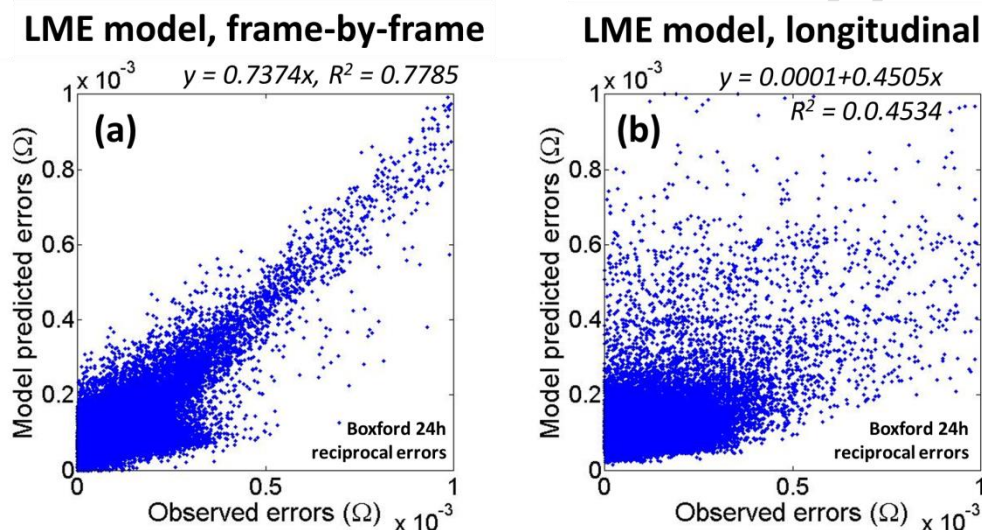 LME model, frame-by-frame
x 10⁻³
y = 0.7374x, R² = 0.7785
(a)
1
0.8
0.6
0.4
0.2
0
Model predicted errors (Ω)
Boxford 24h
reciprocal errors
0 0.5 1
Observed errors (Ω) x 10⁻³
LME model, longitudinal
x 10⁻³
y = 0.0001+0.4505x
R² = 0.0.4534
(b)
1
0.8
0.6
0.4
0.2
0
Model predicted errors (Ω)
Boxford 24h
reciprocal errors
0 0.5 1
Observed errors (Ω) x 10⁻³